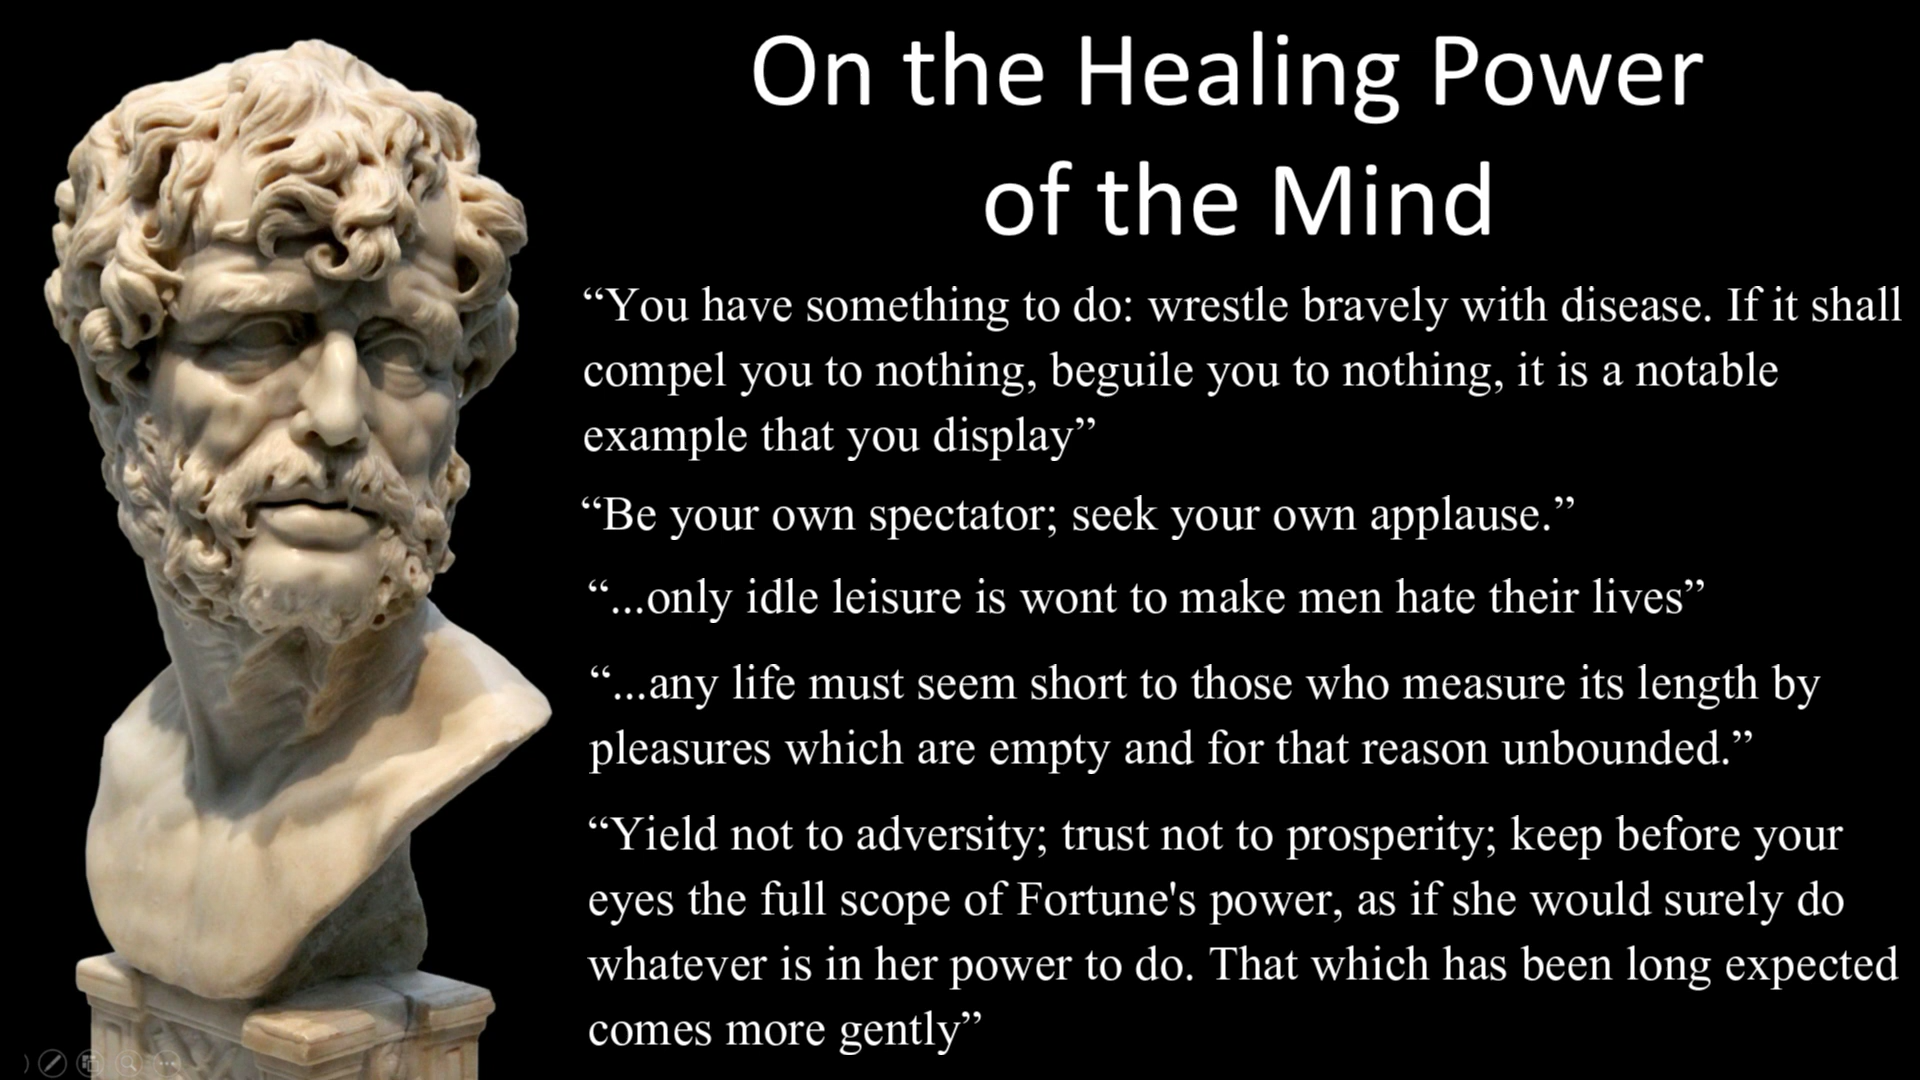 On the Healing Power
of the Mind
“You have something to do: wrestle bravely with disease. If it shall
compel you to nothing, beguile you to nothing, it is a notable
example that you display”
“Be your own spectator; seek your own applause.”
“...only idle leisure is wont to make men hate their lives”
“...any life must seem short to those who measure its length by
pleasures which are empty and for that reason unbounded.”
“Yield not to adversity; trust not to prosperity; keep before your
eyes the full scope of Fortune's power, as if she would surely do
whatever is in her power to do. That which has been long expected
comes more gently”